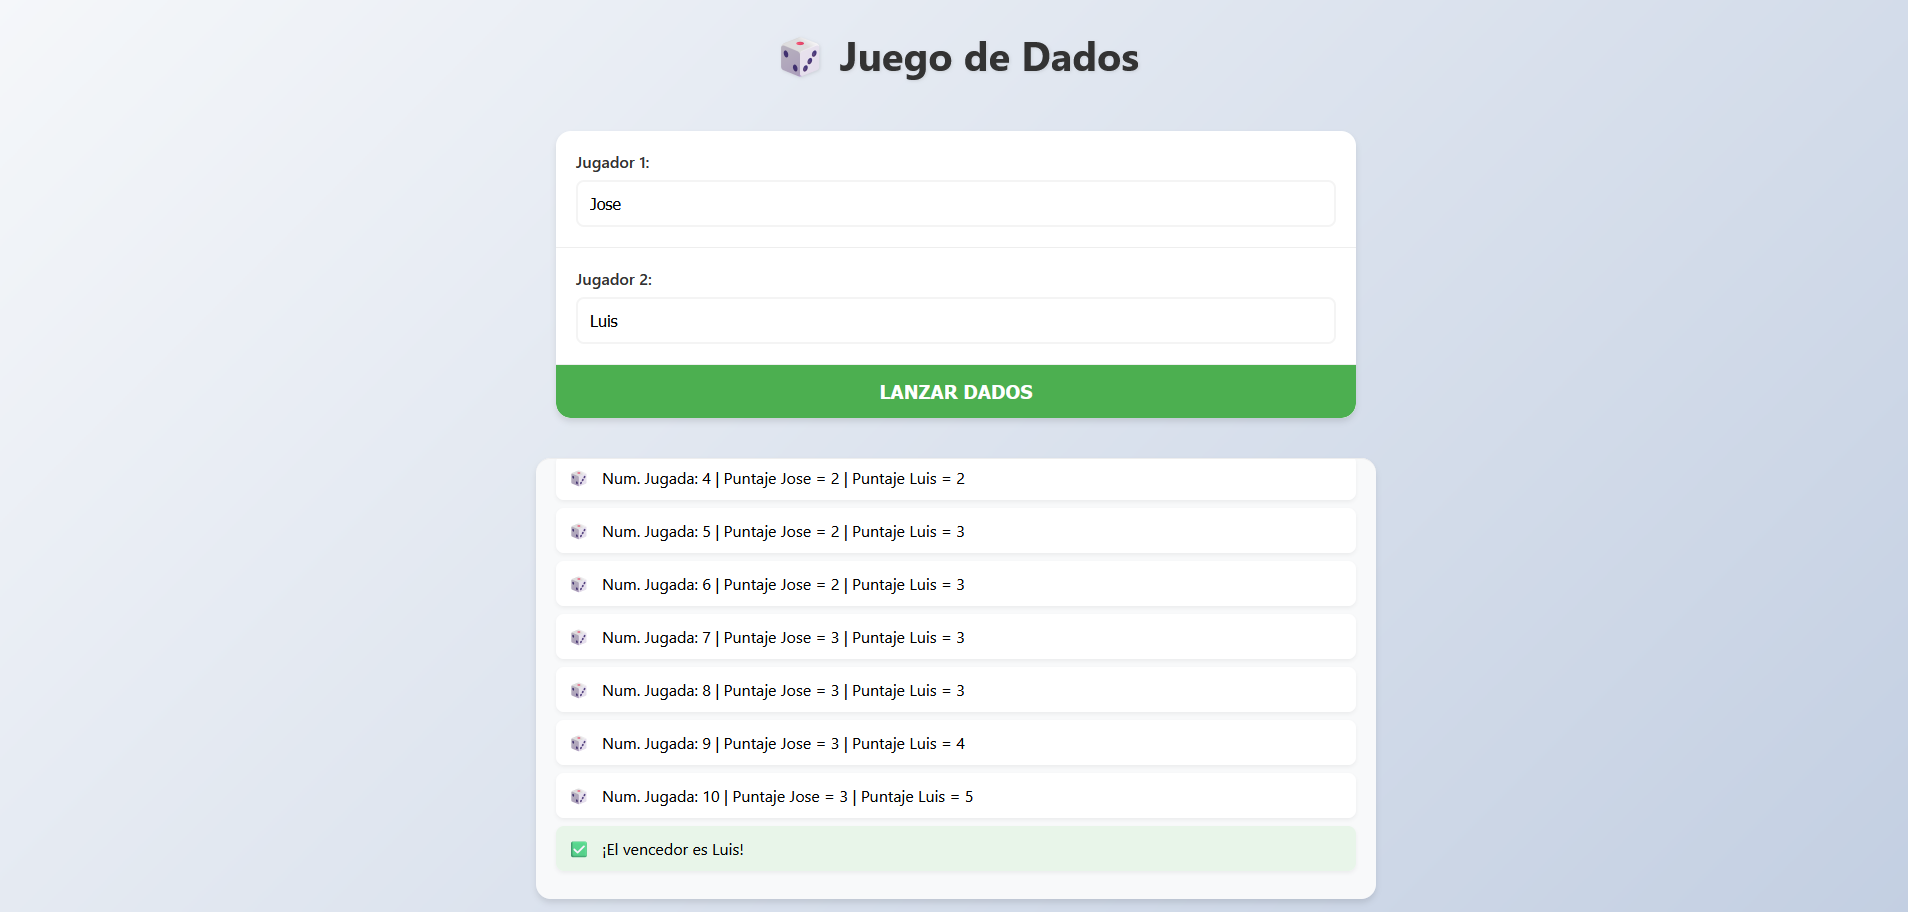 Juego de Dados
Jugador 1:
Jose
Jugador 2:
Luis
LANZAR DADOS
Num. Jugada: 4 | Puntaje Jose = 2 | Puntaje Luis = 2
Num. Jugada: 5 | Puntaje Jose = 2 | Puntaje Luis = 3
Num. Jugada: 6 | Puntaje Jose = 2 | Puntaje Luis = 3
Num. Jugada: 7 | Puntaje Jose = 3 | Puntaje Luis = 3
Num. Jugada: 8 | Puntaje Jose = 3 | Puntaje Luis = 3
Num. Jugada: 9 | Puntaje Jose = 3 | Puntaje Luis = 4
Num. Jugada: 10 | Puntaje Jose = 3 | Puntaje Luis = 5
¡El vencedor es Luis!